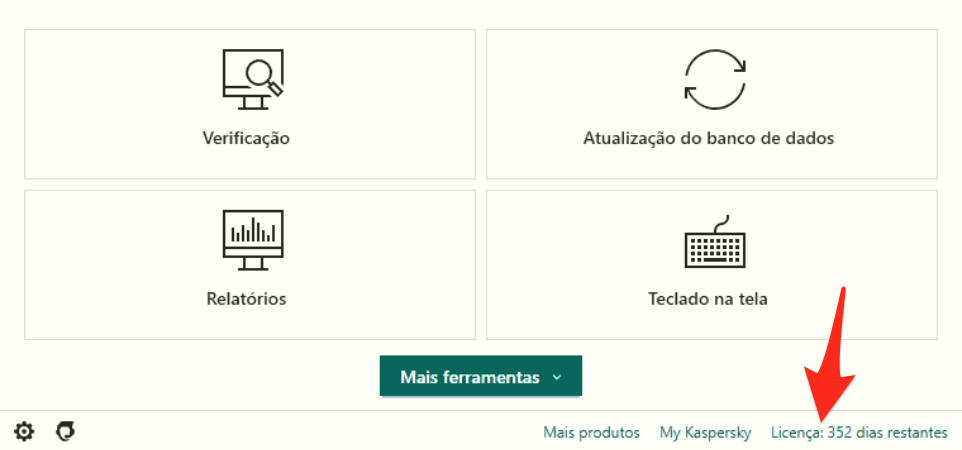 Verificação
Atualização do banco de dados
Relatórios
Teclado na tela
Mais ferramentas
Mais produtos My Kaspersky Licença: 352 dias restantes